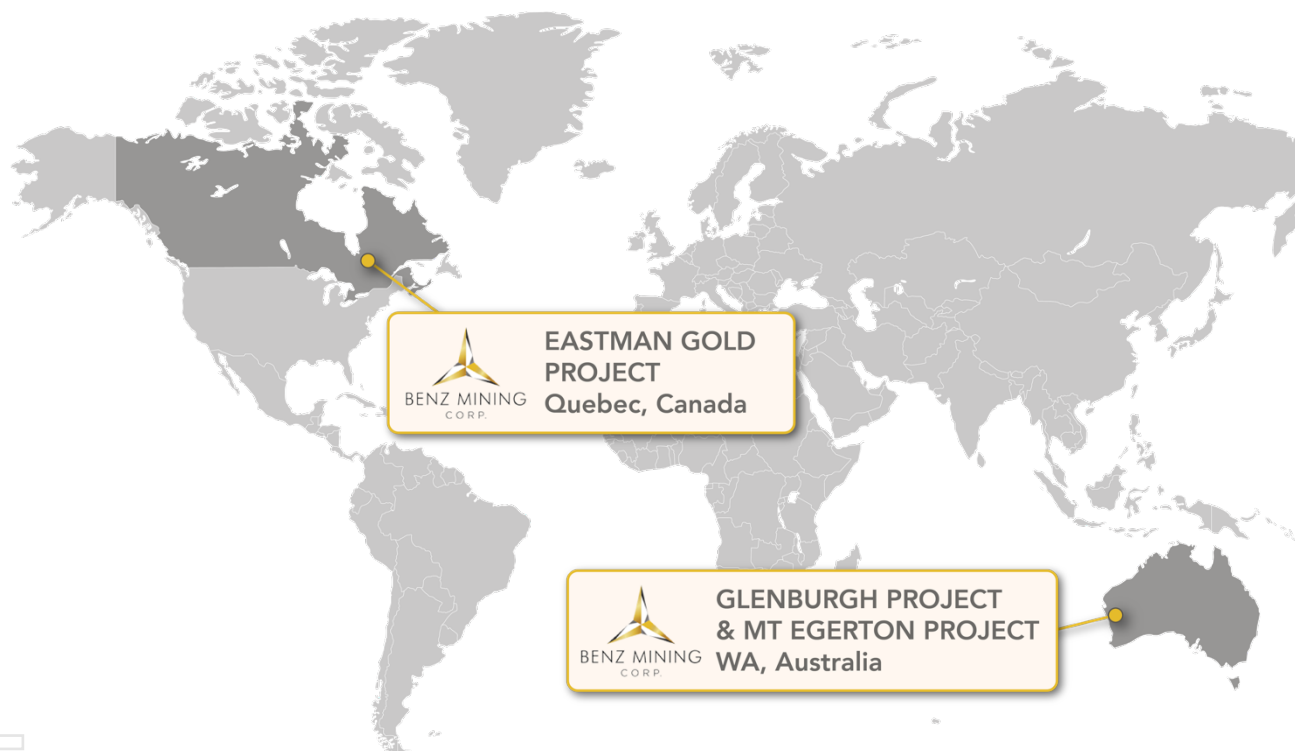 BENZ MINING
CORP.
EASTMAN GOLD
PROJECT
Quebec, Canada
BENZ MINING
CORP.
GLENBURGH PROJECT
& MT EGERTON PROJECT
WA, Australia